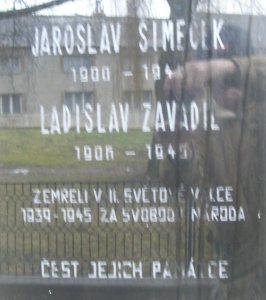 JAROSLAV ŠIMEČEK
1900 - 194
LADISLAV ZAVADIL
1906 - 1945
ZEMŘELI V II. SVĚTOVÉ VÁLCE
1939-1945 ZA SVOBODU NÁRODA
ČEST JEJICH PAMÁTCE